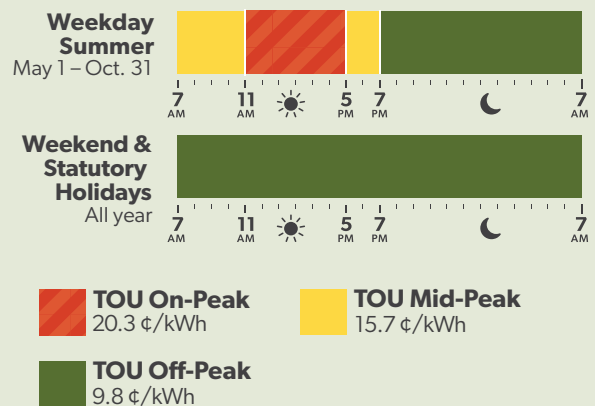 Weekday
Summer
May 1 – Oct. 31
7 11 5 7 7
AM AM PM PM AM
Weekend &
Statutory
Holidays
All year
7 11 5 7 7
AM AM PM PM AM
TOU On-Peak
20.3 ¢/kWh
TOU Mid-Peak
15.7 ¢/kWh
TOU Off-Peak
9.8 ¢/kWh